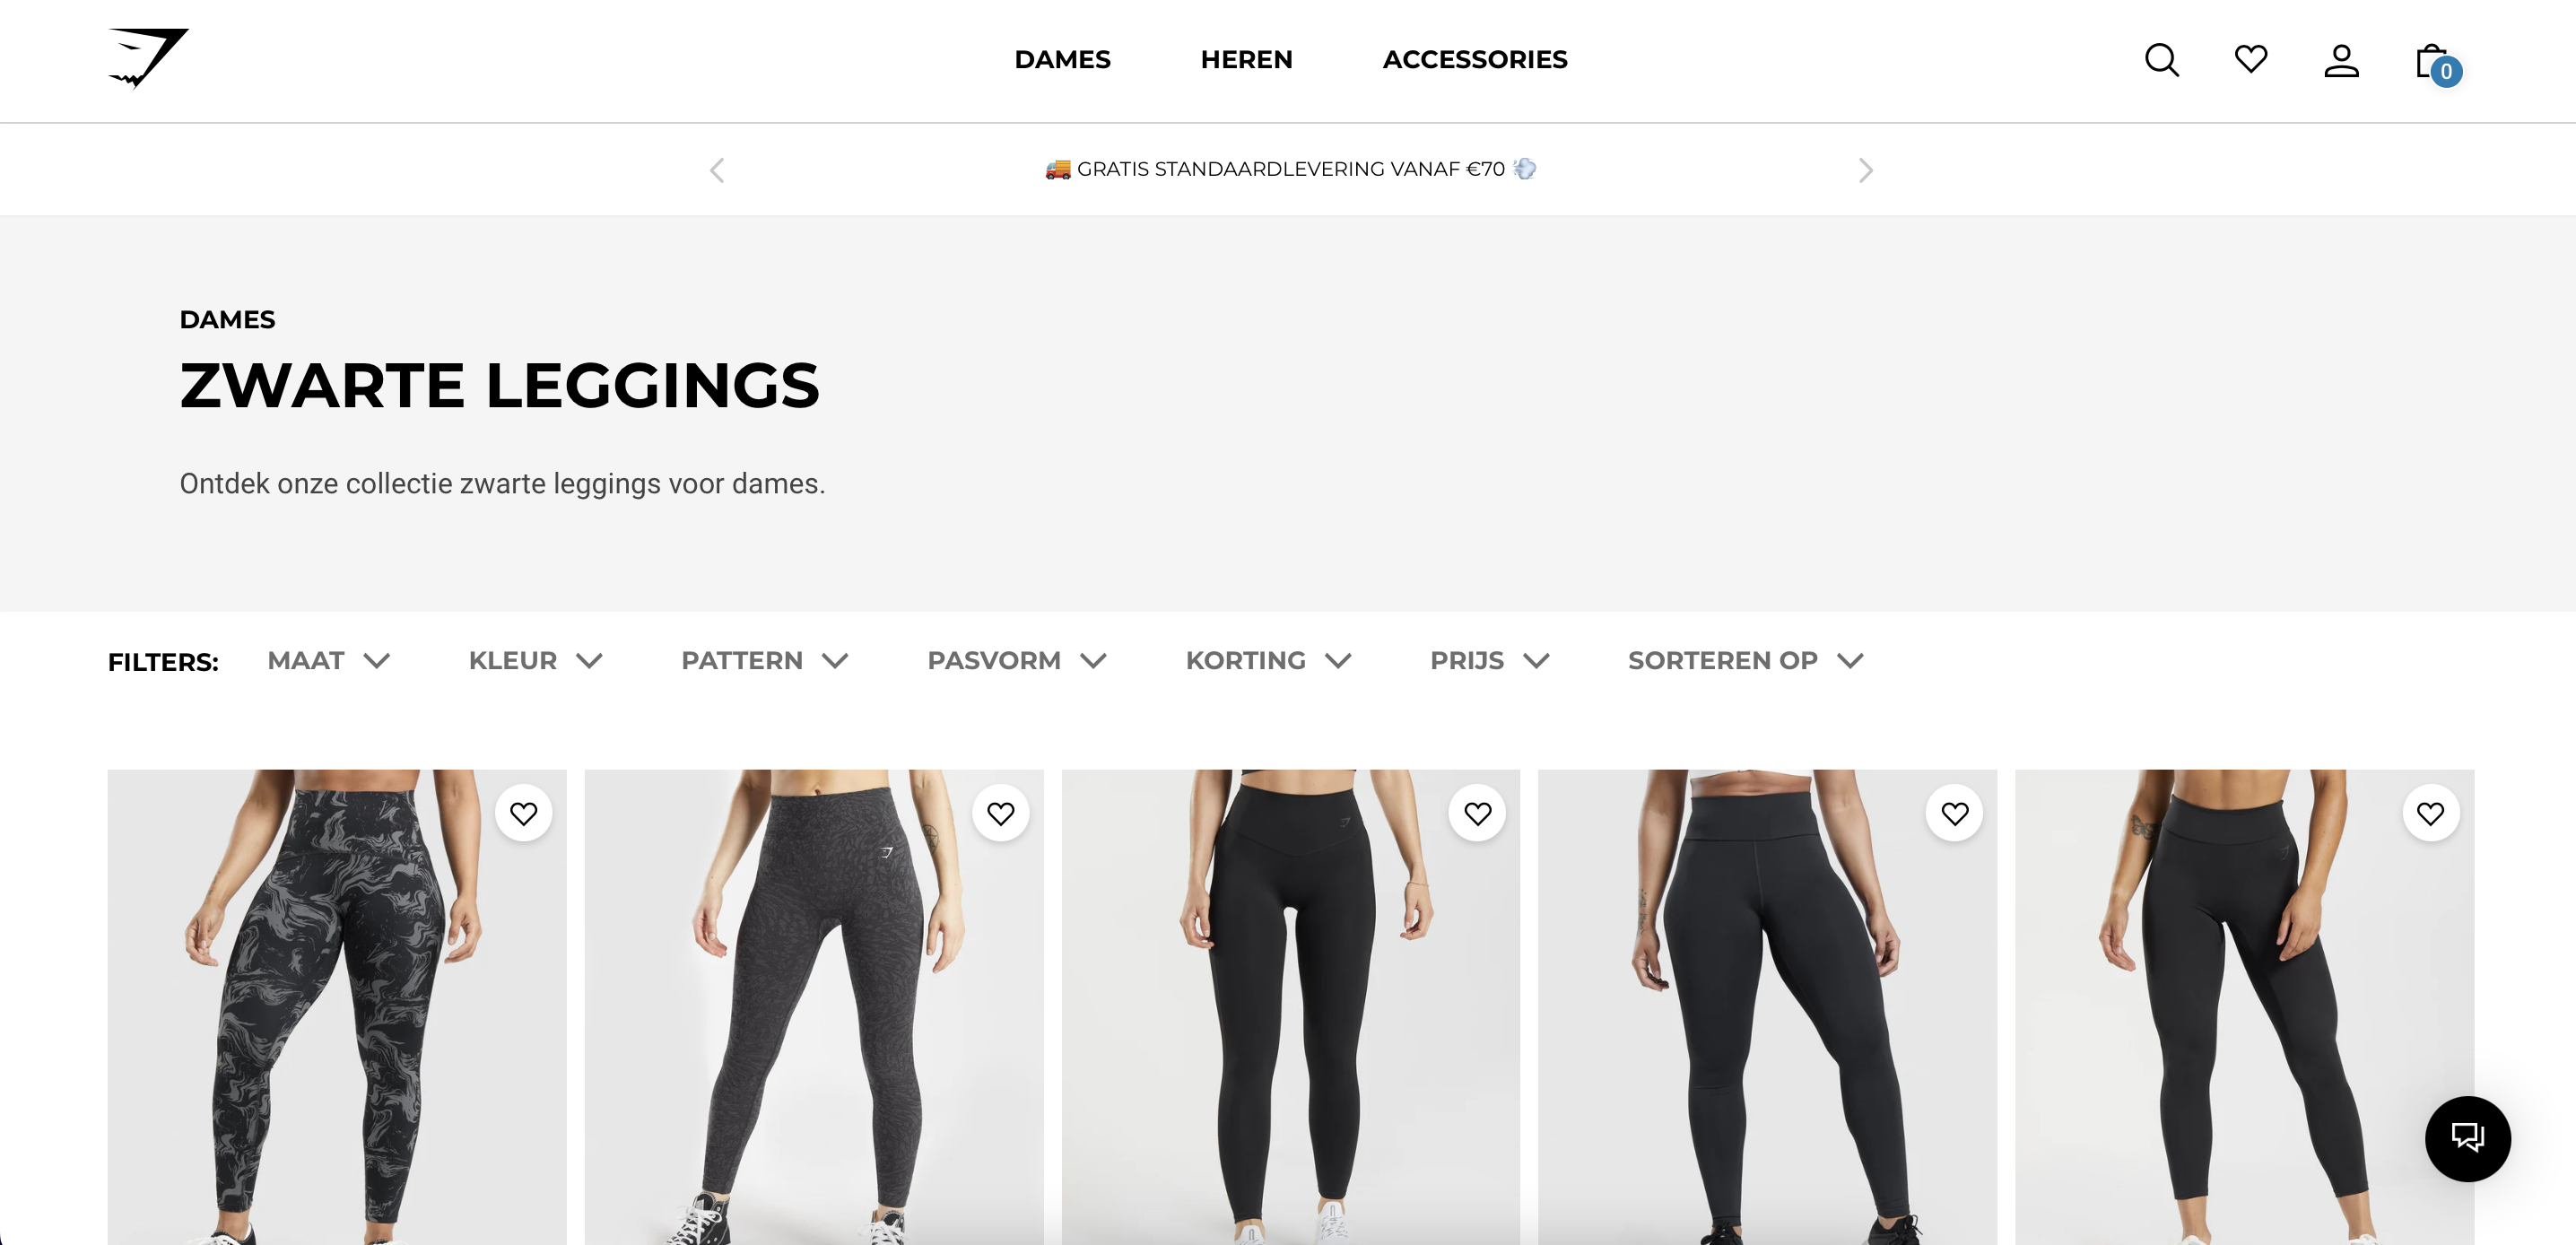 DAMES HEREN ACCESSORIES
0
🚚 GRATIS STANDAARDLEVERING VANAF €70 💨
DAMES
ZWARTE LEGGINGS
Ontdek onze collectie zwarte leggings voor dames.
FILTERS: MAAT KLEUR PATTERN PASVORM KORTING PRIJS SORTEREN OP